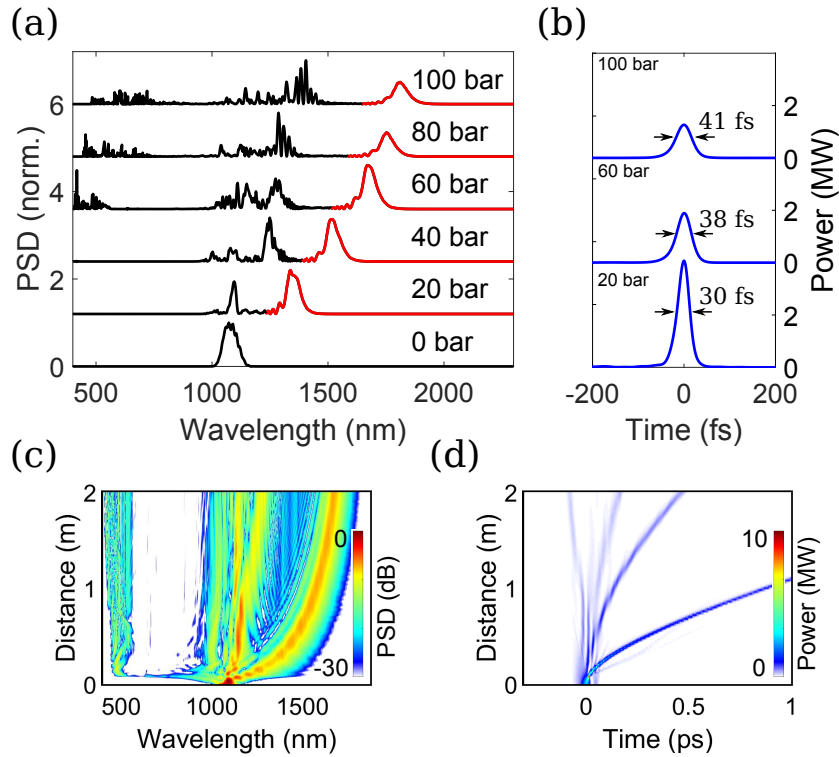 (a)
PSD (norm.)
6
4
2
0
100 bar
80 bar
60 bar
40 bar
20 bar
0 bar
400
1000
1500
2000
Wavelength (nm)
(b)
100 bar
41 fs
60 bar
38 fs
20 bar
30 fs
2
0
2
0
2
0
Power (MW)
-200
0
200
Time (fs)
(c)
Distance (m)
2
1
0
0
-30
PSD (dB)
500
1000
1500
Wavelength (nm)
(d)
Distance (m)
2
1
0
10
0
Power (MW)
0
0.5
1
Time (ps)